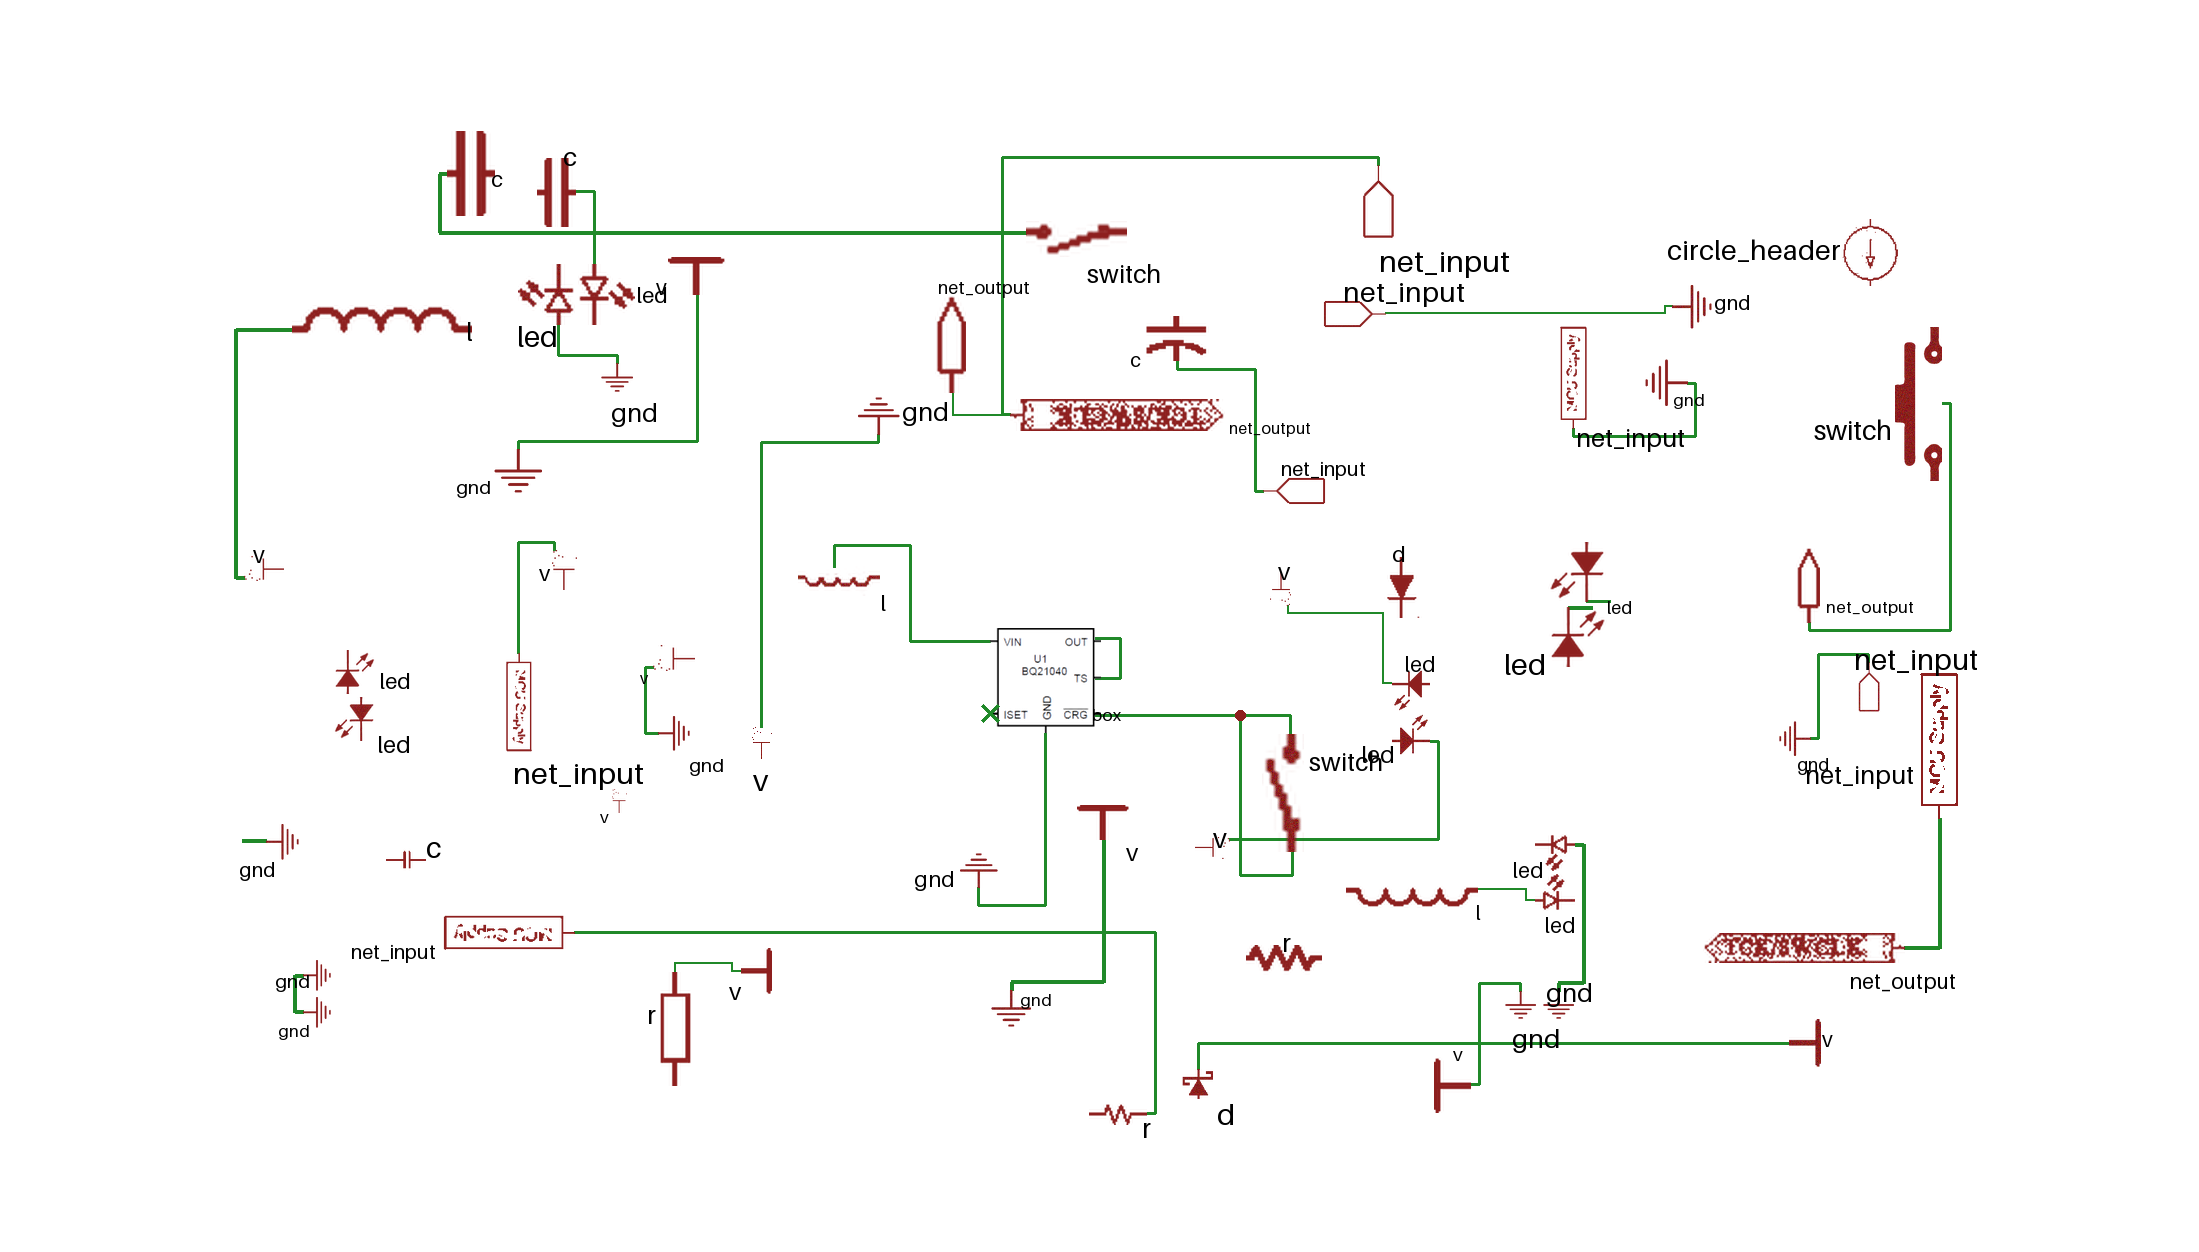 c
c
switch
net_input
circle_header
net_output
net_input
gnd
led
v
l
led
c
gnd
gnd
net_output
gnd
net_input
switch
gnd
net_input
v
v
l
v
d
led
net_output
VIN
OUT
U1
BQ21040
TS
GND
ISET
CRG
box
led
led
net_input
led
led
v
gnd
net_input
v
v
switch
led
gnd
net_input
gnd
c
gnd
v
v
led
l
led
net_input
gnd
gnd
v
r
gnd
r
gnd
gnd
net_output
v
v
d
r